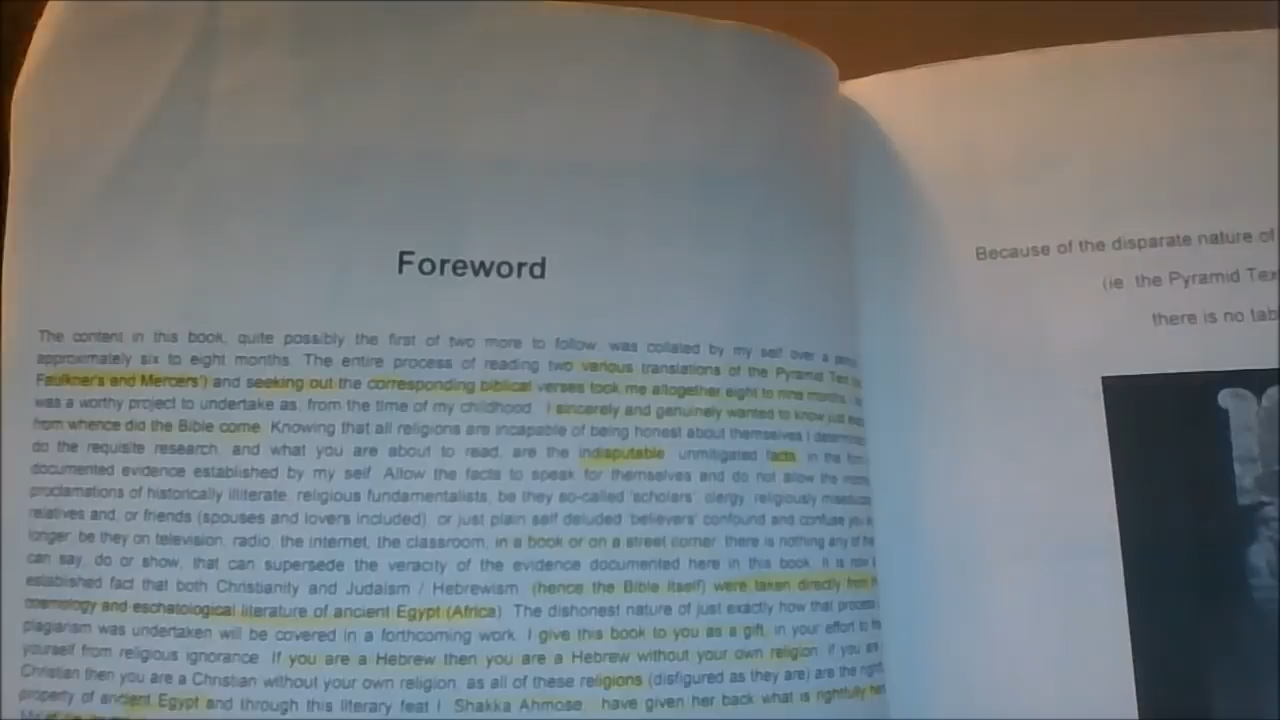 Foreword
The content in this book, quite possibly the first of two more to follow, was collated by my self over a
approximately six to eight months. The entire process of reading two various translations of the Pyramid Text
Faulkner's and Mercers') and seeking out the corresponding biblical verses took me altogether eight to nine months.
was a worthy project to undertake as, from the time of my childhood I sincerely and genuinely wanted to know just
from whence did the Bible come. Knowing that all religions are incapable of being honest about themselves I
do the requisite research, and what you are about to read, are the indisputable unmitigated facts, in the
documented evidence established by my self. Allow the facts to speak for themselves and do not allow the
proclamations of historically illiterate, religious fundamentalists, be they so-called 'scholars' clergy, religiously
relatives and, or friends (spouses and lovers included), or just plain self deluded 'believers' confound and confuse you
longer, be they on television, radio, the internet, the classroom, in a book or on a street corner, there is nothing any of
can say, do or show, that can supersede the veracity of the evidence documented here in this book. It is
established fact that both Christianity and Judaism / Hebrewism (hence the Bible itself) were taken directly from
cosmology and eschatological literature of ancient Egypt (Africa). The dishonest nature of just exactly how that
plagiarism was undertaken will be covered in a forthcoming work. I give this book to you as a gift, in your effort to
yourself from religious ignorance. If you are a Hebrew then you are a Hebrew without your own religion, if you are
Christian then you are a Christian without your own religion, as all of these religions (disfigured as they are) are the
property of ancient Egypt and through this literary feat I, Shakka Ahmose, have given her back what is rightfully
Because of the disparate nature of
(ie the Pyramid
there is no